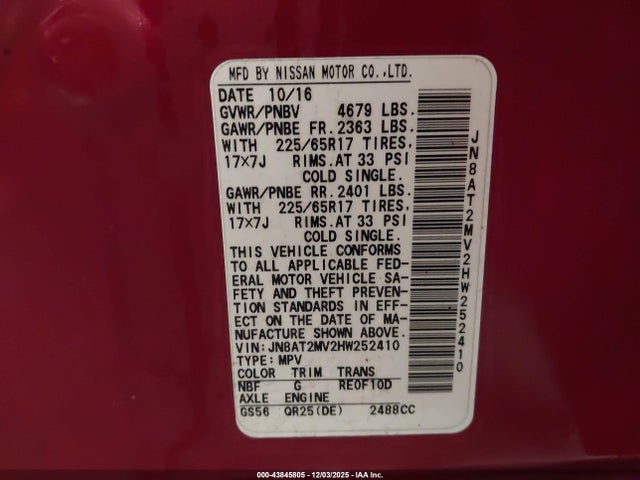 MFD BY NISSAN MOTOR CO.,LTD.
DATE 10/16
GVWR/PNBV 4679 LBS.
GAWR/PNBE FR. 2363 LBS.
WITH 225/65R17 TIRES,
17×7J RIMS.AT 33 PSI
COLD SINGLE.
GAWR/PNBE RR. 2401 LBS.
WITH 225/65R17 TIRES,
17×7J RIMS.AT 33 PSI
COLD SINGLE.
THIS VEHICLE CONFORMS
TO ALL APPLICABLE FED-
ERAL MOTOR VEHICLE SA-
FETY AND THEFT PREVEN-
TION STANDARDS IN EFF-
ECT ON THE DATE OF MA-
NUFACTURE SHOWN ABOVE.
VIN:JN8AT2MV2HW252410
TYPE:MPV
COLOR TRIM TRANS
NBF G RE0F10D
AXLE ENGINE
GS56 QR25(DE) 2488CC
JN8AT2MV2HW252410
000-43845805 - 12/03/2025 - IAA Inc.